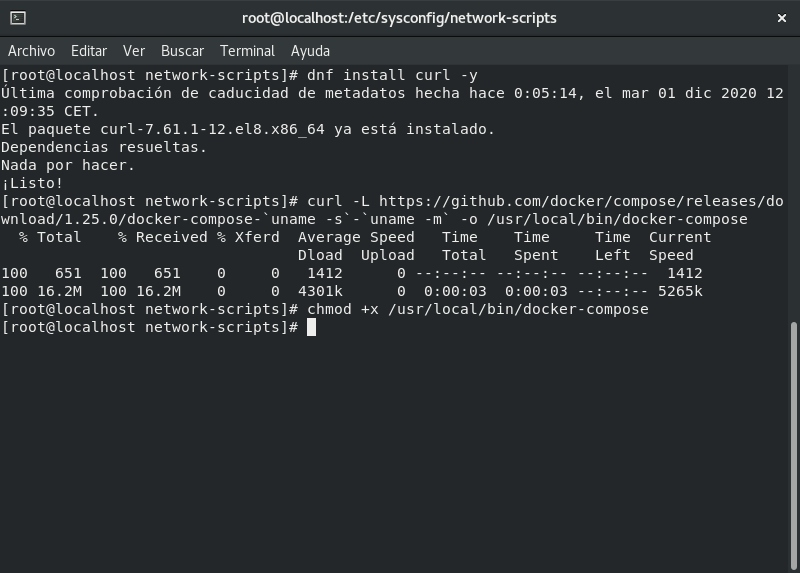 root@localhost:/etc/sysconfig/network-scripts
Archivo Editar Ver Buscar Terminal Ayuda
[root@localhost network-scripts]# dnf install curl -y
Última comprobación de caducidad de metadatos hecha hace 0:05:14, el mar 01 dic 2020 12
:09:35 CET.
El paquete curl-7.61.1-12.el8.x86_64 ya está instalado.
Dependencias resueltas.
Nada por hacer.
¡Listo!
[root@localhost network-scripts]# curl -L https://github.com/docker/compose/releases/do
wnload/1.25.0/docker-compose-`uname -s`-`uname -m` -o /usr/local/bin/docker-compose
  % Total    % Received % Xferd  Average Speed   Time    Time     Time  Current
                                 Dload  Upload   Total   Spent    Left  Speed
100   651  100   651    0     0   1412      0 --:--:-- --:--:-- --:--:--  1412
100 16.2M  100 16.2M    0     0  4301k      0  0:00:03  0:00:03 --:--:-- 5265k
[root@localhost network-scripts]# chmod +x /usr/local/bin/docker-compose
[root@localhost network-scripts]#